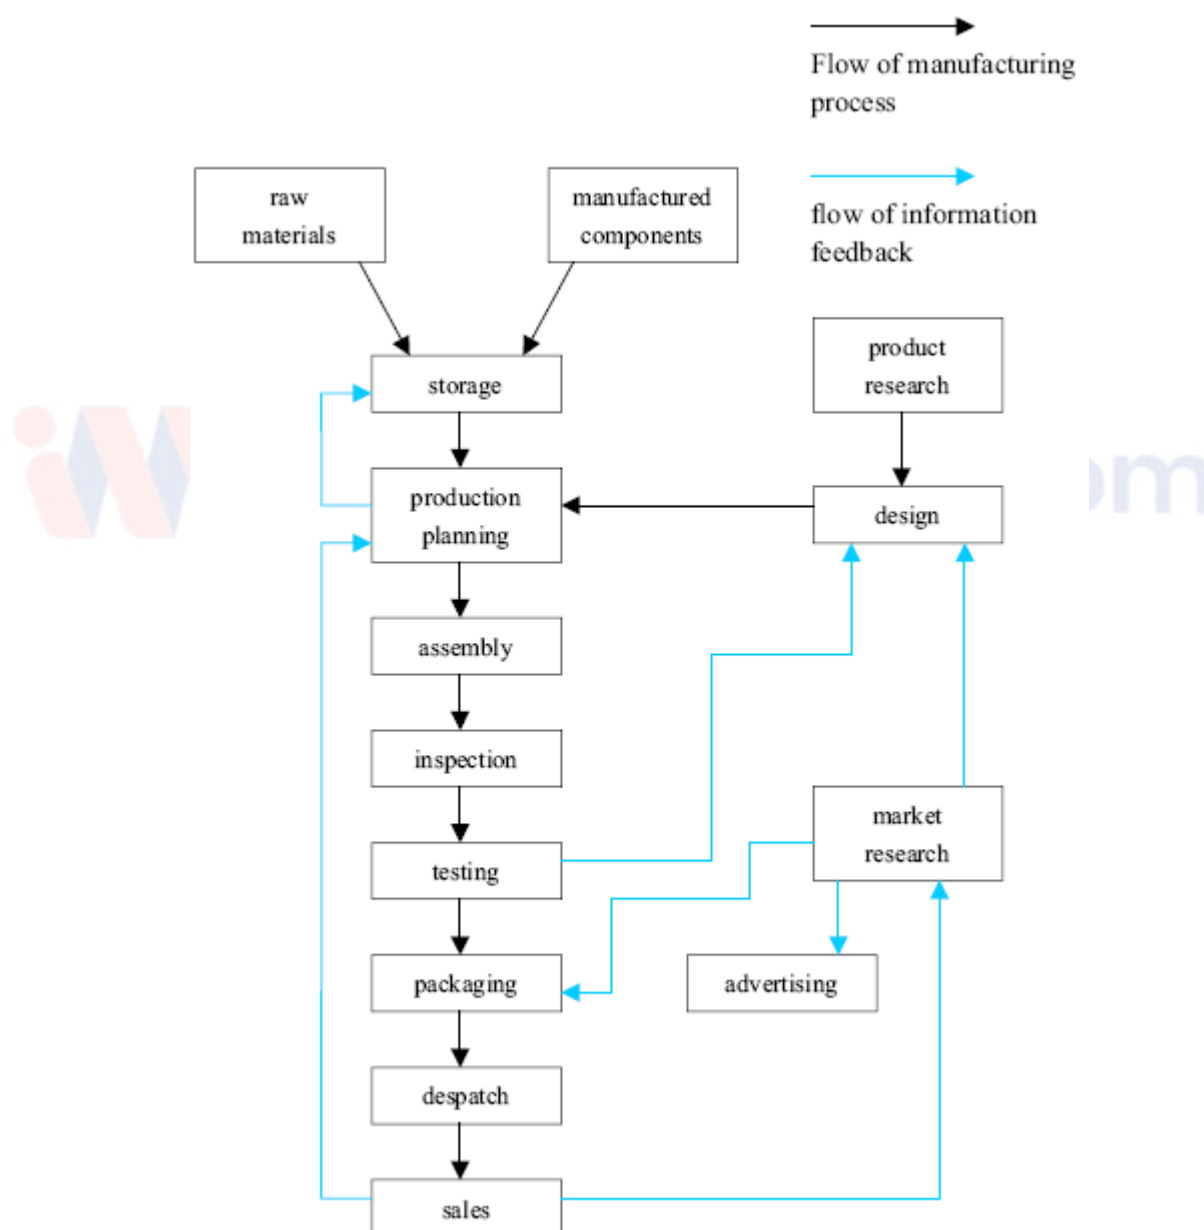 Flow of manufacturing
process
raw
materials
manufactured
components
flow of information
feedback
product
research
storage
production
planning
design
assembly
inspection
testing
market
research
packaging
advertising
despatch
sales